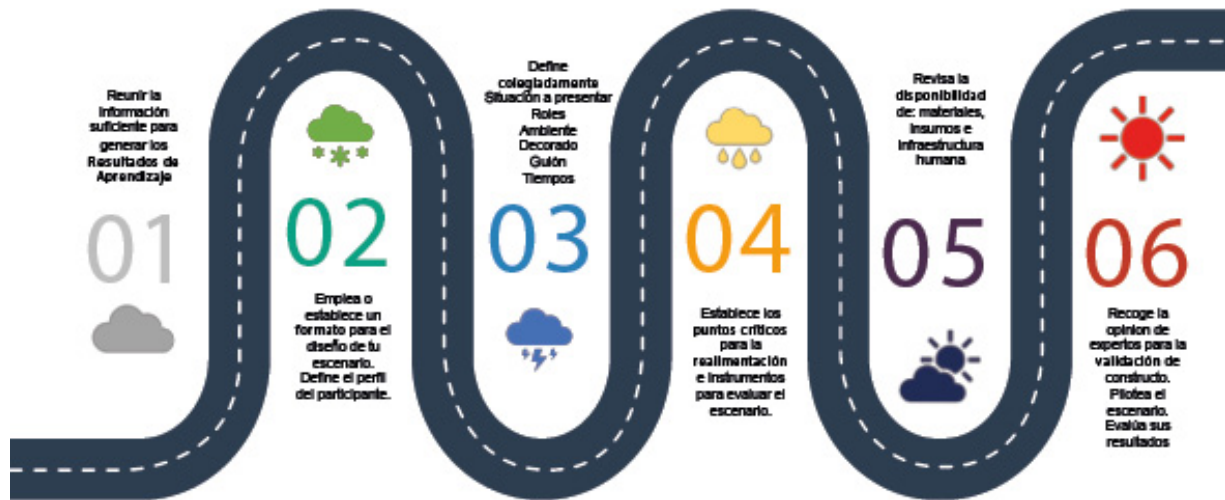 Reunir la
información
suficiente para
generar los
Resultados de
Aprendizaje
01
02
Emplea o
establece un
formato para el
diseño de tu
escenario.
Define el perfil
del participante.
Define
colegiadamente
Situación a presentar
Roles
Ambiente
Decorado
Guión
Tiempos
03
04
Establece los
puntos críticos
para la
realimentación
e instrumentos
para evaluar el
escenario.
Revisa la
disponibilidad
de: materiales,
insumos e
infraestructura
humana
05
06
Recoge la
opinion de
expertos para la
validación de
constructo.
Pilotea el
escenario.
Evalúa sus
resultados